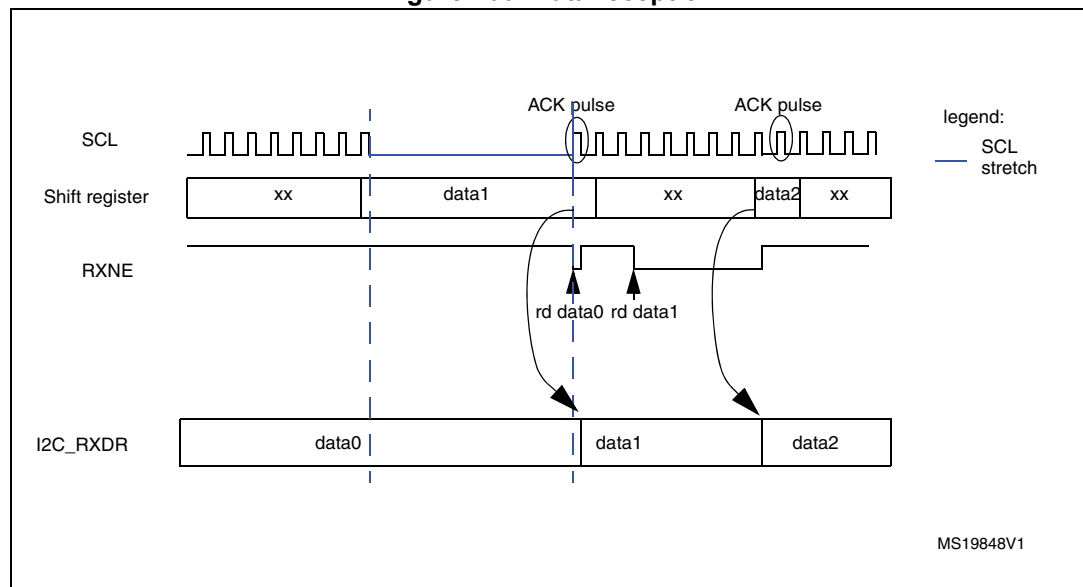 ACK pulse
ACK pulse
legend:
SCL
SCL
stretch
Shift register
xx
data1
xx
data2
xx
RXNE
rd data0
rd data1
I2C_RXDR
data0
data1
data2
MS19848V1